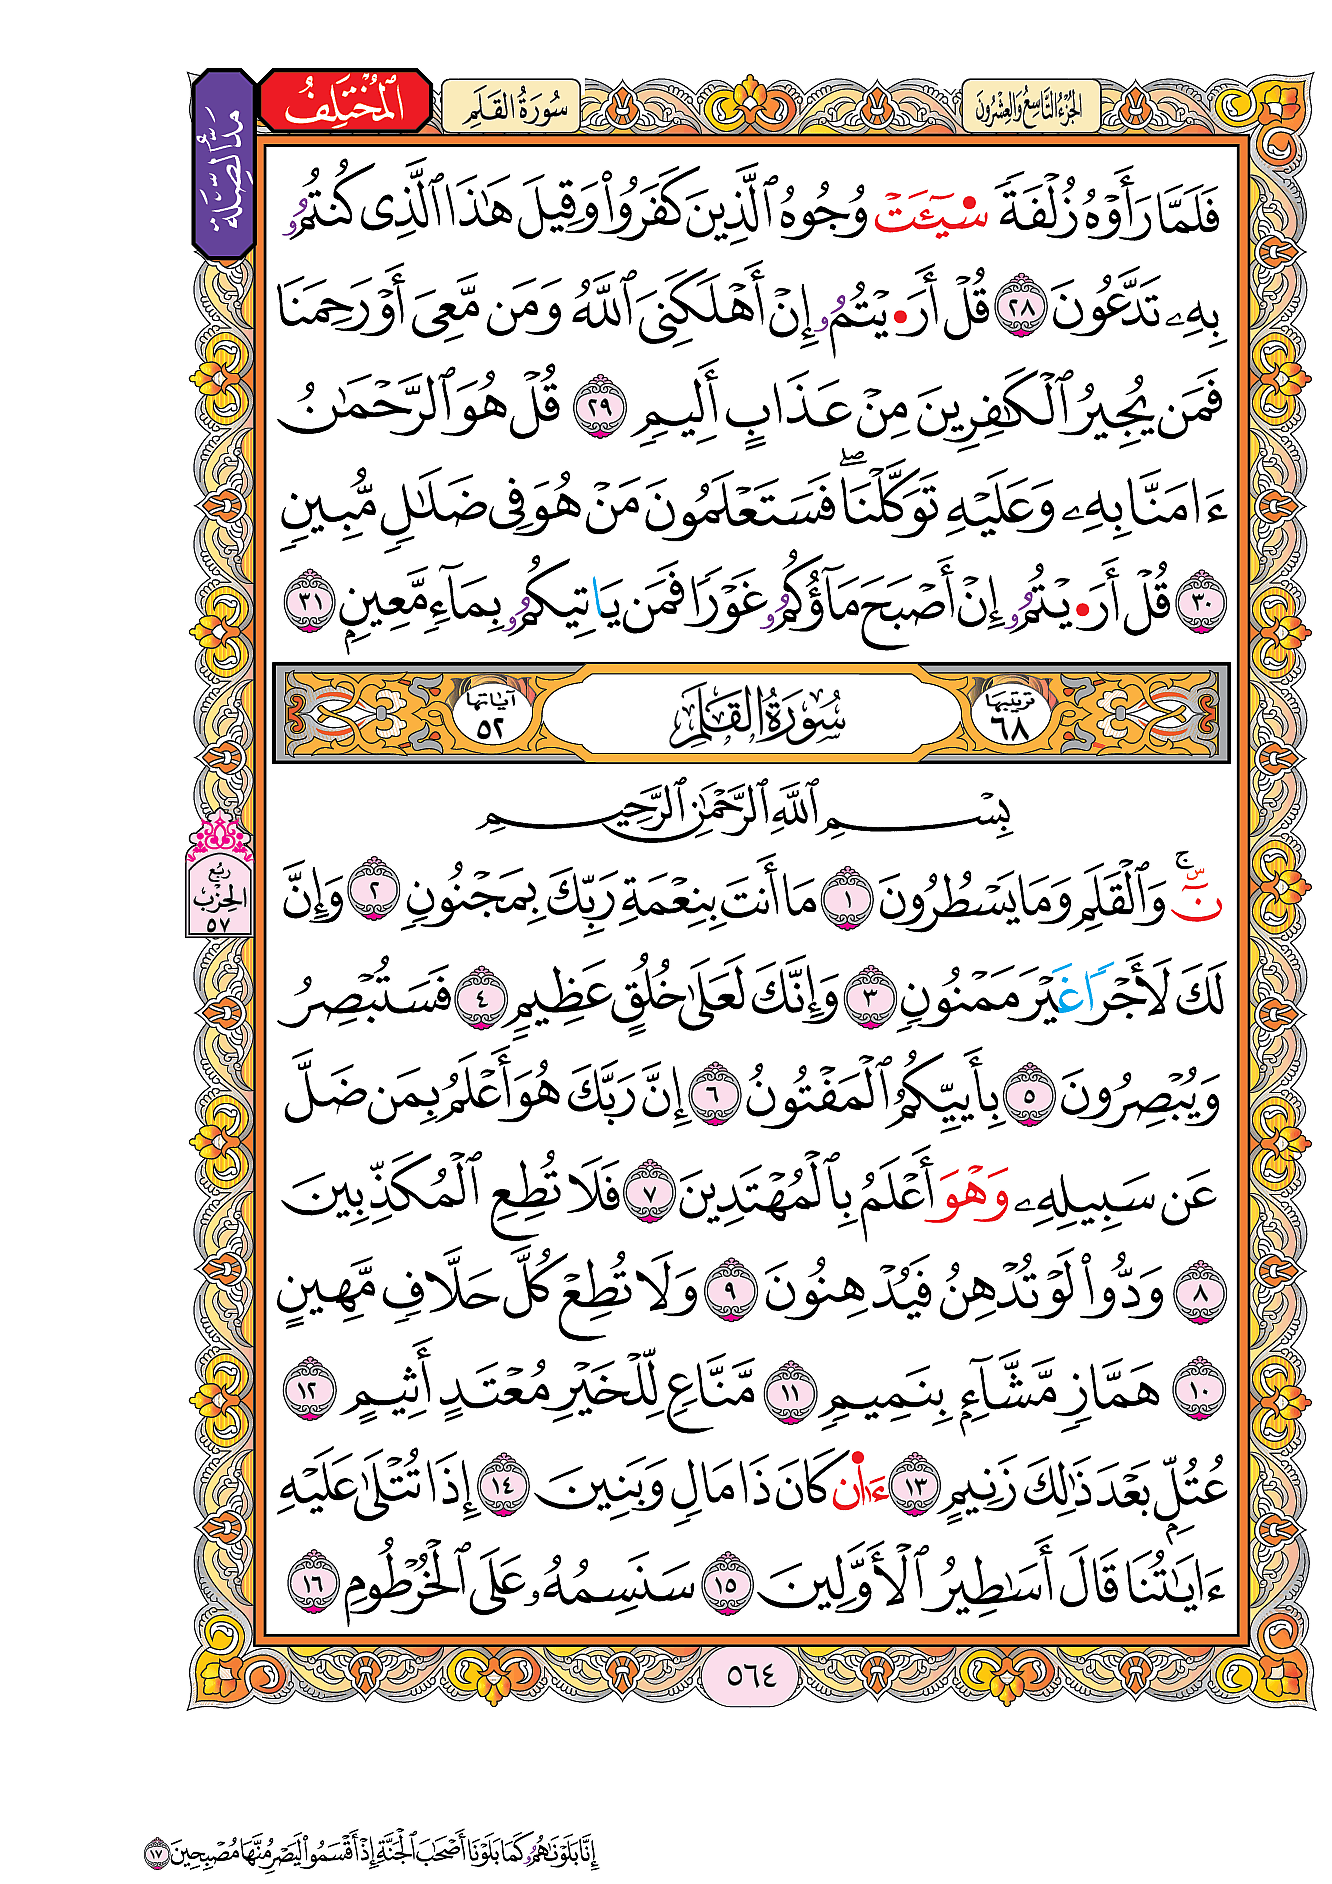 المُخْتَلِفُ
مَدُّ الصِّلَة
سُورَةُ القَلَمِ
الجُزْءُ التَّاسِعُ وَالعِشْرُونَ
فَلَمَّا رَأَوْهُ زُلْفَةً سِيٓـَٔتْ وُجُوهُ ٱلَّذِينَ كَفَرُواْ وَقِيلَ هَٰذَا ٱلَّذِى كُنتُمُۥ
بِهِۦ تَدَّعُونَ ٢٨ قُلْ أَرَ•يْتُمُۥ إِنْ أَهْلَكَنِىَ ٱللَّهُ وَمَن مَّعِىَ أَوْ رَحِمَنَا
فَمَن يُجِيرُ ٱلْكَٰفِرِينَ مِنْ عَذَابٍ أَلِيمٍ ٢٩ قُلْ هُوَ ٱلرَّحْمَٰنُ
ءَامَنَّا بِهِۦ وَعَلَيْهِ تَوَكَّلْنَاۖ فَسَتَعْلَمُونَ مَنْ هُوَ فِى ضَلَٰلٍ مُّبِينٍ
٣٠ قُلْ أَرَ•يْتُمُۥ إِنْ أَصْبَحَ مَآؤُكُمُۥ غَوْرًا فَمَن يَاتِيكُمُۥ بِمَآءٍ مَّعِينٍۭ ٣١
ترتيبها ٦٨ سُورَةُ القَلَمِ آياتها ٥٢
بِسْمِ ٱللَّهِ ٱلرَّحْمَٰنِ ٱلرَّحِيمِ
نٓۜۚ وَٱلْقَلَمِ وَمَا يَسْطُرُونَ ١ مَا أَنتَ بِنِعْمَةِ رَبِّكَ بِمَجْنُونٍ ٢ وَإِنَّ
رُبُع الحِزْب ٥٧
لَكَ لَأَجْرًا غَيْرَ مَمْنُونٍ ٣ وَإِنَّكَ لَعَلَىٰ خُلُقٍ عَظِيمٍ ٤ فَسَتُبْصِرُ
وَيُبْصِرُونَ ٥ بِأَييِّكُمُ ٱلْمَفْتُونُ ٦ إِنَّ رَبَّكَ هُوَ أَعْلَمُ بِمَن ضَلَّ
عَن سَبِيلِهِۦ وَهْوَ أَعْلَمُ بِٱلْمُهْتَدِينَ ٧ فَلَا تُطِعِ ٱلْمُكَذِّبِينَ
٨ وَدُّواْ لَوْ تُدْهِنُ فَيُدْهِنُونَ ٩ وَلَا تُطِعْ كُلَّ حَلَّافٍ مَّهِينٍ
١٠ هَمَّازٍ مَّشَّآءٍۭ بِنَمِيمٍ ١١ مَّنَّاعٍ لِّلْخَيْرِ مُعْتَدٍ أَثِيمٍ ١٢
عُتُلٍّۭ بَعْدَ ذَٰلِكَ زَنِيمٍ ١٣ ءَا۬ن كَانَ ذَا مَالٍ وَبَنِينَ ١٤ إِذَا تُتْلَىٰ عَلَيْهِ
ءَايَٰتُنَا قَالَ أَسَٰطِيرُ ٱلْأَوَّلِينَ ١٥ سَنَسِمُهُۥ عَلَى ٱلْخُرْطُومِ ١٦
٥٦٤
إِنَّا بَلَوْنَٰهُمُۥ كَمَا بَلَوْنَا أَصْحَٰبَ ٱلْجَنَّةِ إِذْ أَقْسَمُواْ لَيَصْرِمُنَّهَا مُصْبِحِينَ ١٧